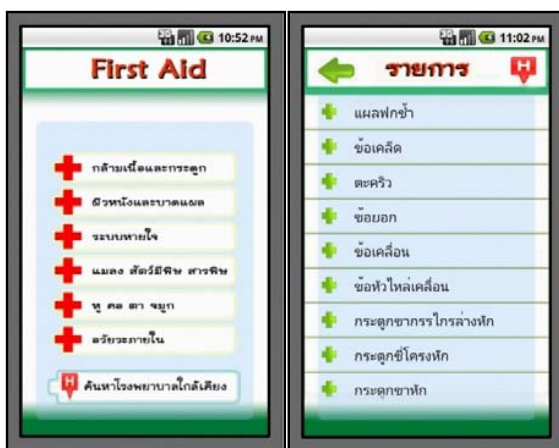 10:52 PM
First Aid
กล้ามเนื้อและกระดูก
ผิวหนังและบาดแผล
ระบบหายใจ
แมลง สัตว์มีพิษ สารพิษ
หู คอ ตา จมูก
อวัยวะภายใน
H
ค้นหาโรงพยาบาลใกล้เคียง
11:02 PM
รายการ
H
แผลฟกช้ำ
ข้อเคล็ด
ตะคริว
ข้อยอก
ข้อเคลื่อน
ข้อหัวไหล่เคลื่อน
กระดูกขากรรไกรล่างหัก
กระดูกซี่โครงหัก
กระดูกขาหัก